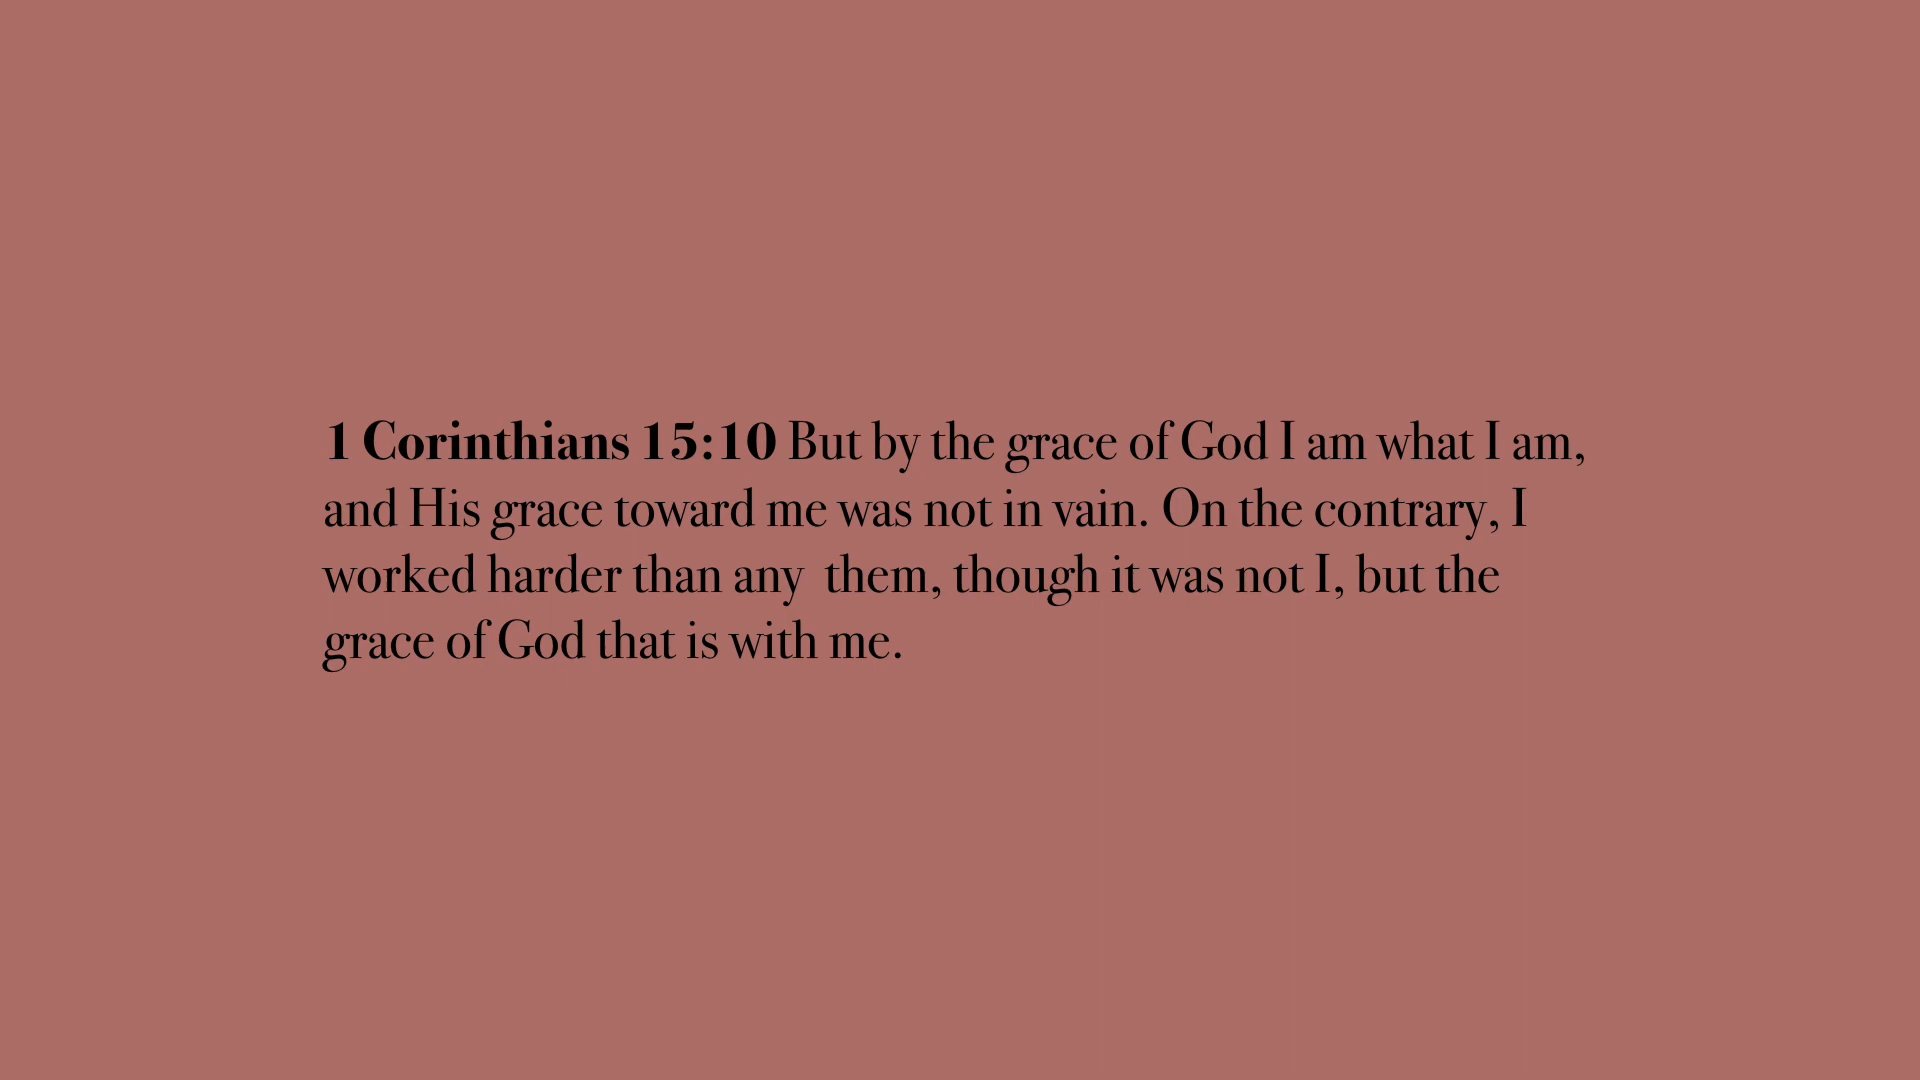 1 Corinthians 15:10 But by the grace of God I am what I am,
and His grace toward me was not in vain. On the contrary, I
worked harder than any  them, though it was not I, but the
grace of God that is with me.